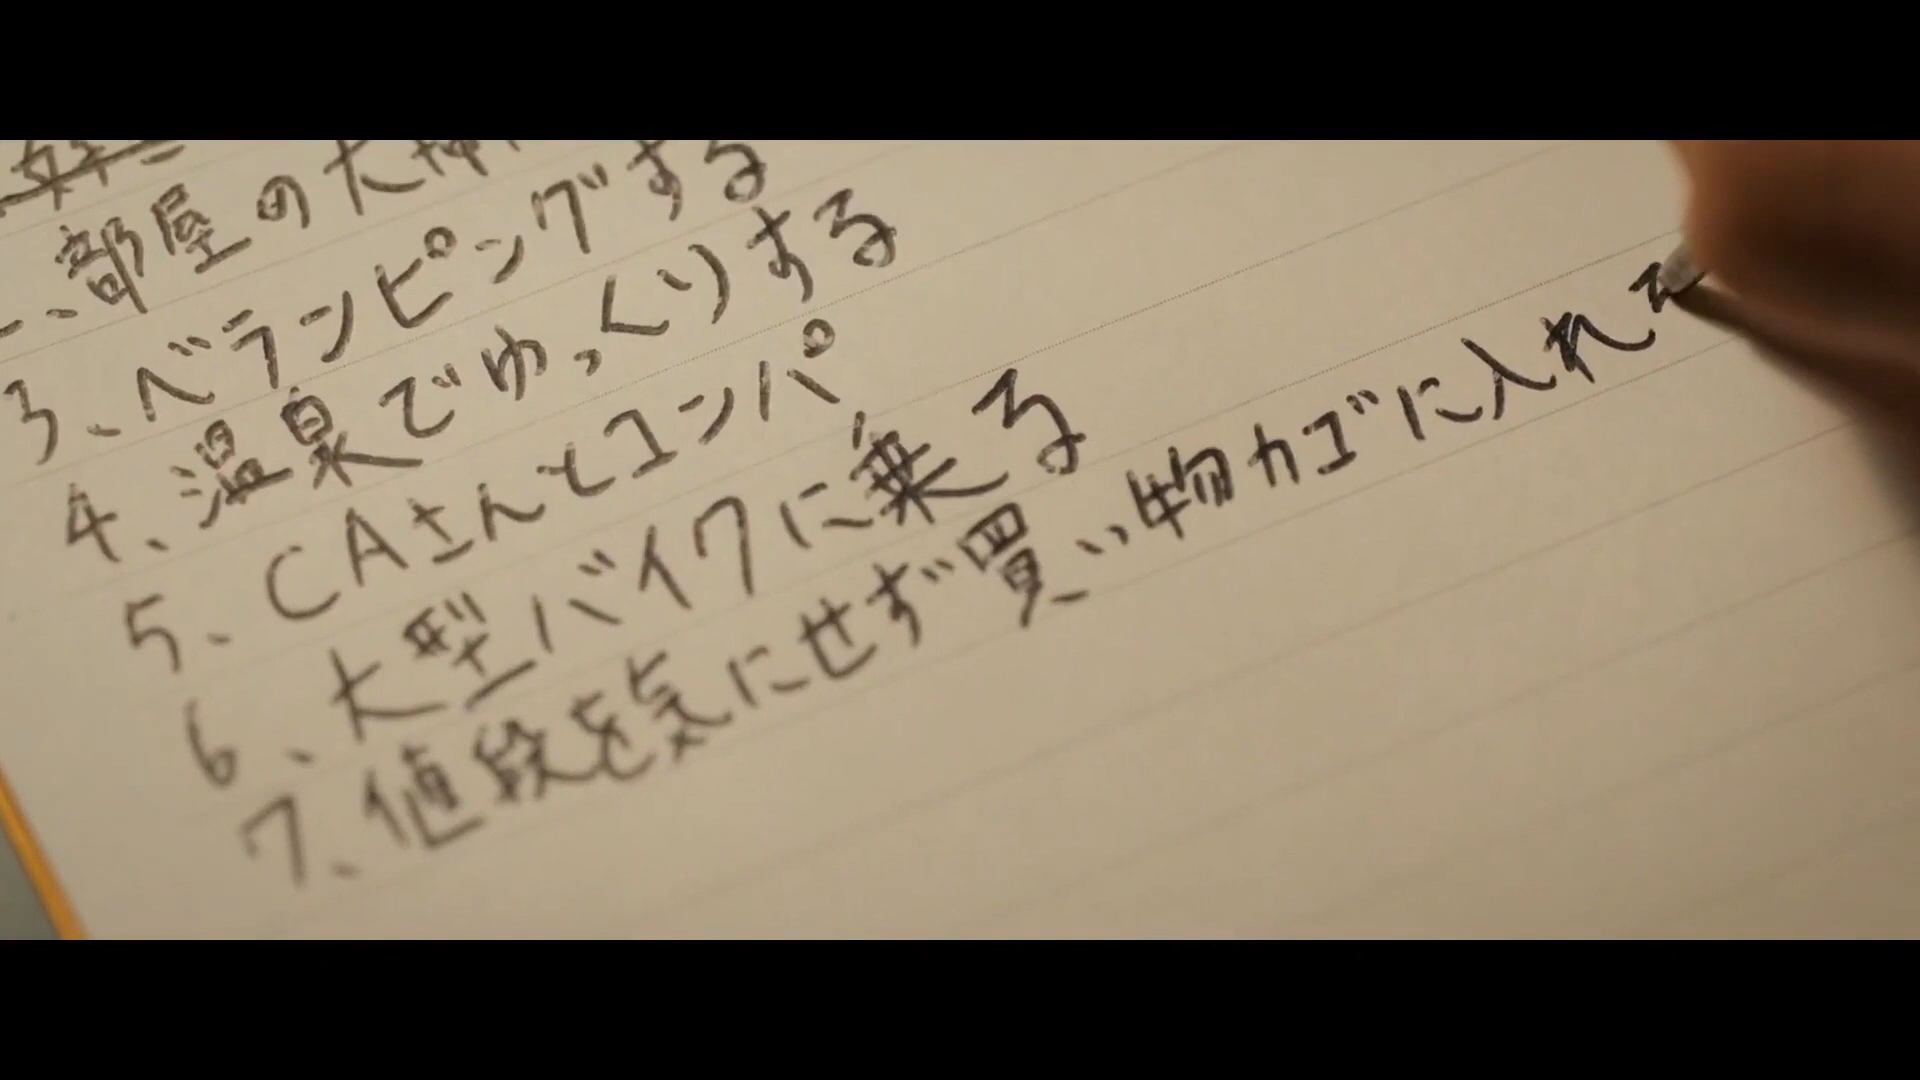 部屋の大掃
3、ベランピングする
4、温泉でゆっくりする
5、CAさんとコンパ
6、大型バイクに乗る
7、値段を気にせず買い物カゴに入れ